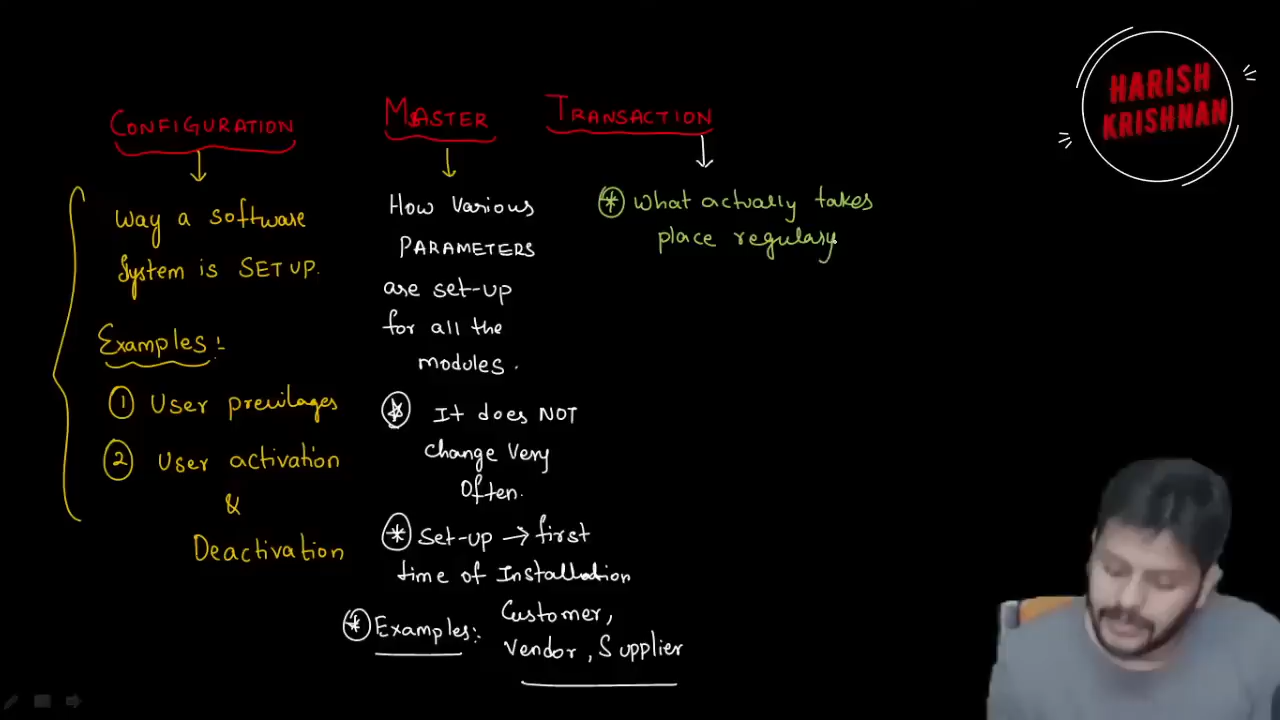 CONFIGURATION
Way a software
System is SETUP.
Examples:
1 User previlages
2 User activation
&
Deactivation
MASTER
How Various
PARAMETERS
are set-up
for all the
modules.
* It does NOT
change Very
Often.
* Set-up → first
time of Installation
* Examples: Customer,
Vendor, Supplier
TRANSACTION
* What actually takes
place regulary
HARISH
KRISHNAN